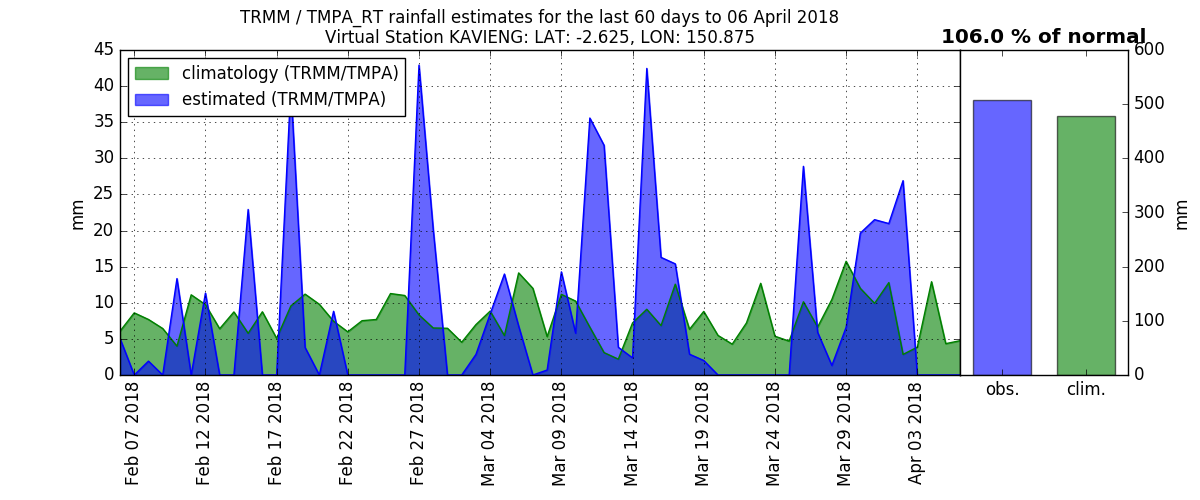 TRMM / TMPA_RT rainfall estimates for the last 60 days to 06 April 2018
Virtual Station KAVIENG: LAT: -2.625, LON: 150.875
106.0 % of normal
climatology (TRMM/TMPA)
estimated (TRMM/TMPA)
45
40
35
30
25
20
15
10
5
0
mm
Feb 07 2018
Feb 12 2018
Feb 17 2018
Feb 22 2018
Feb 27 2018
Mar 04 2018
Mar 09 2018
Mar 14 2018
Mar 19 2018
Mar 24 2018
Mar 29 2018
Apr 03 2018
600
500
400
300
200
100
0
mm
obs.
clim.